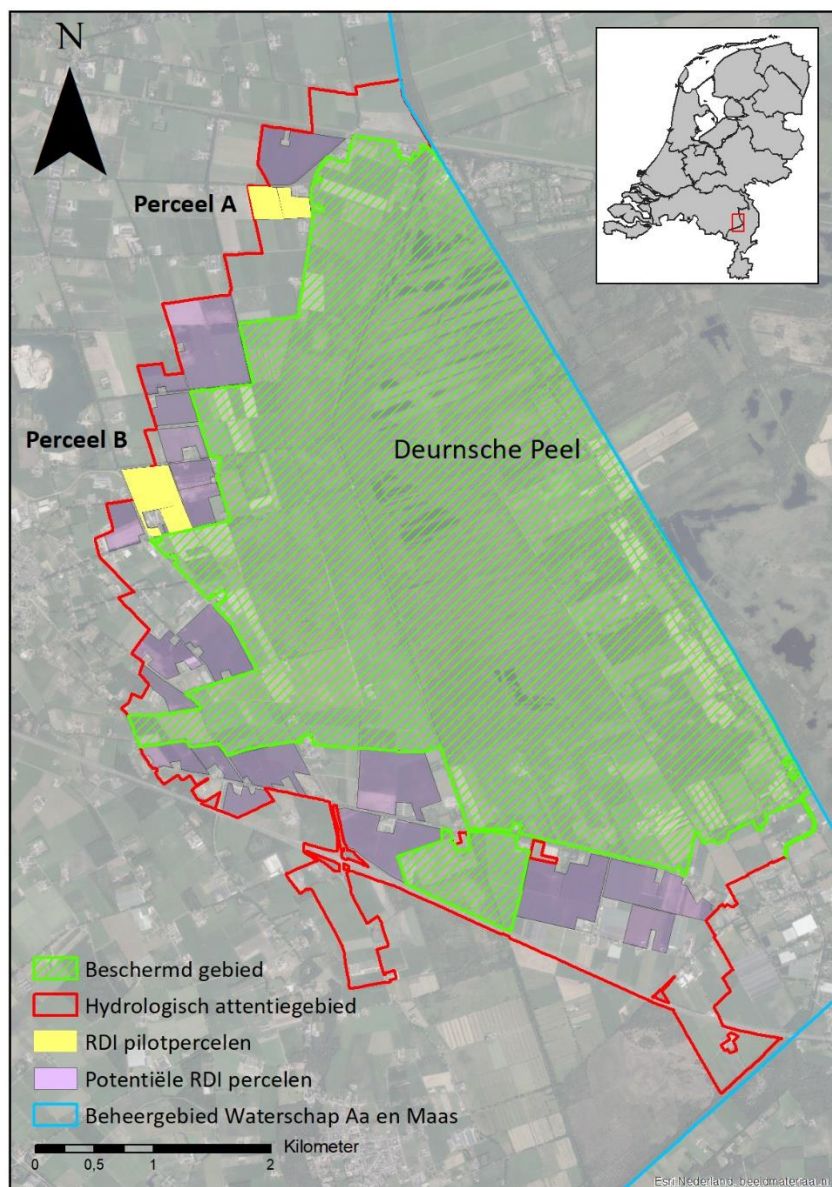 N
Perceel A
Perceel B
Deurnsche Peel
Beschermd gebied
Hydrologisch attentiegebied
RDI pilotpercelen
Potentiële RDI percelen
Beheergebied Waterschap Aa en Maas
Kilometer
0 0,5 1 2
Esri Nederland, beeldmateriaal.nl